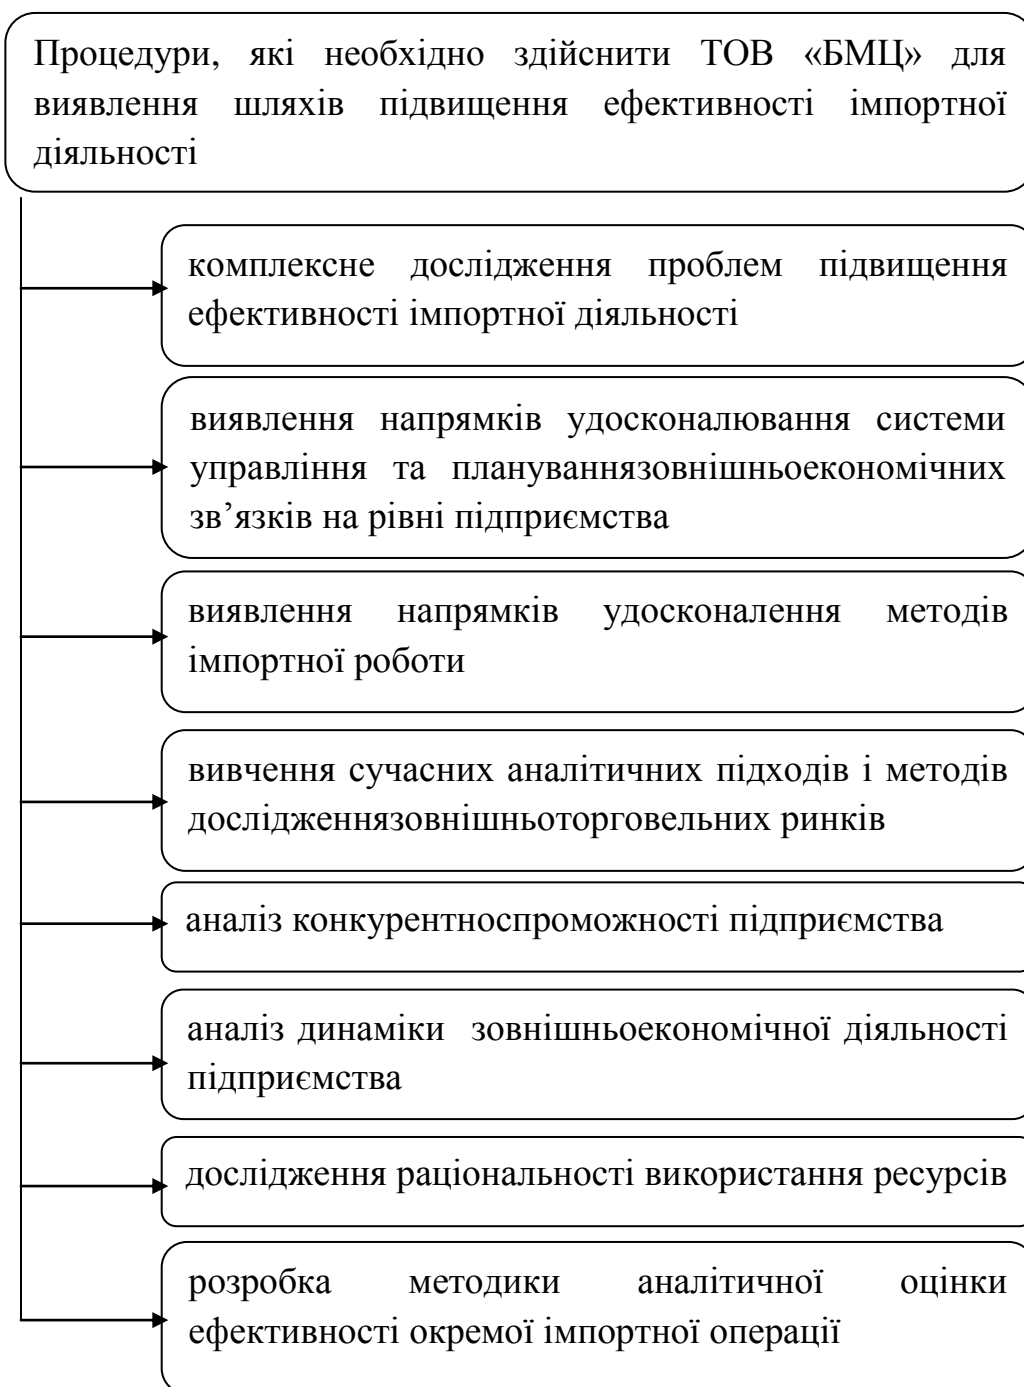 Процедури, які необхідно здійснити ТОВ «БМЦ» для
виявлення шляхів підвищення ефективності імпортної
діяльності
комплексне дослідження проблем підвищення
ефективності імпортної діяльності
виявлення напрямків удосконалювання системи
управління та плануваннязовнішньоекономічних
зв’язків на рівні підприємства
виявлення напрямків удосконалення методів
імпортної роботи
вивчення сучасних аналітичних підходів і методів
дослідженнязовнішньоторговельних ринків
аналіз конкурентноспроможності підприємства
аналіз динаміки зовнішньоекономічної діяльності
підприємства
дослідження раціональності використання ресурсів
розробка методики аналітичної оцінки
ефективності окремої імпортної операції